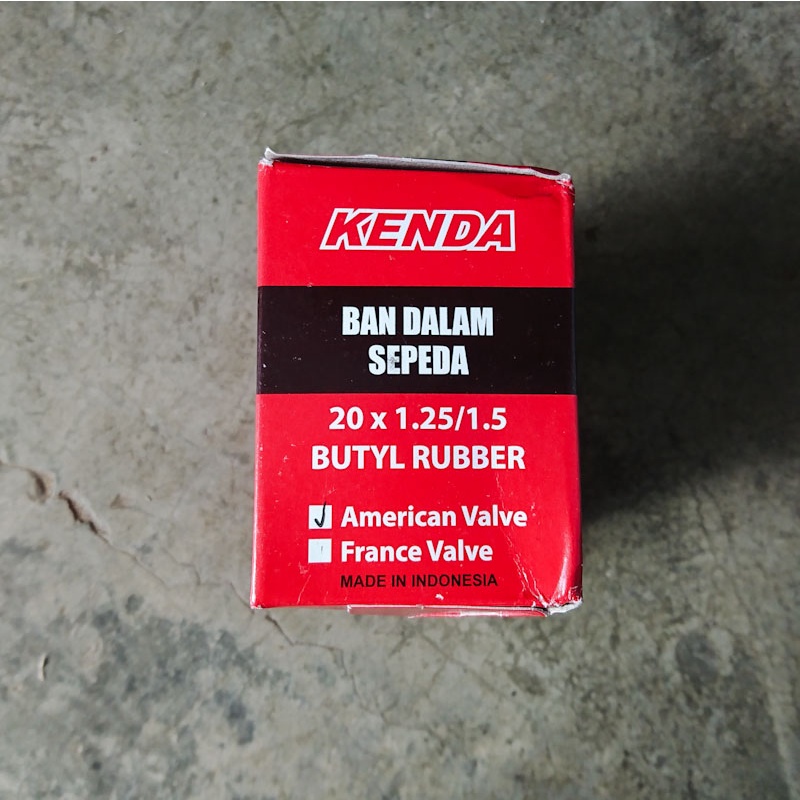 KENDA
BAN DALAM
SEPEDA
20 x 1.25/1.5
BUTYL RUBBER
American Valve
France Valve
MADE IN INDONESIA